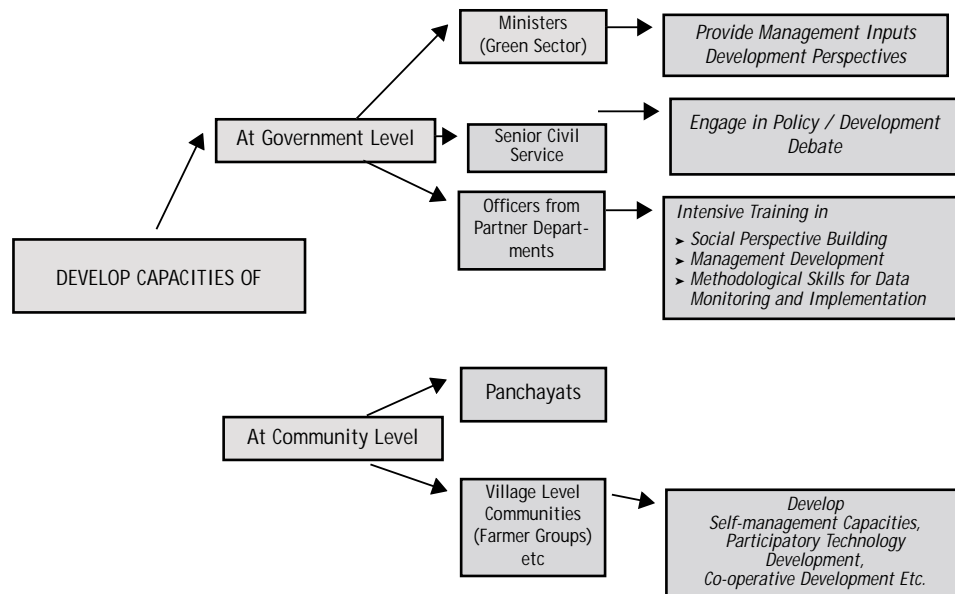 Ministers
(Green Sector)
Provide Management Inputs
Development Perspectives
At Government Level
Senior Civil
Service
Engage in Policy / Development
Debate
Officers from
Partner Depart-
ments
Intensive Training in
➤ Social Perspective Building
➤ Management Development
➤ Methodological Skills for Data
Monitoring and Implementation
DEVELOP CAPACITIES OF
Panchayats
At Community Level
Village Level
Communities
(Farmer Groups)
etc
Develop
Self-management Capacities,
Participatory Technology
Development,
Co-operative Development Etc.